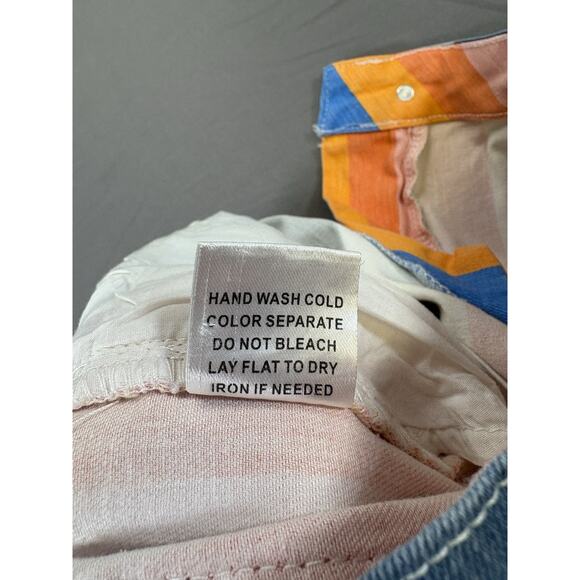 HAND WASH COLD
COLOR SEPARATE
DO NOT BLEACH
LAY FLAT TO DRY
IRON IF NEEDED